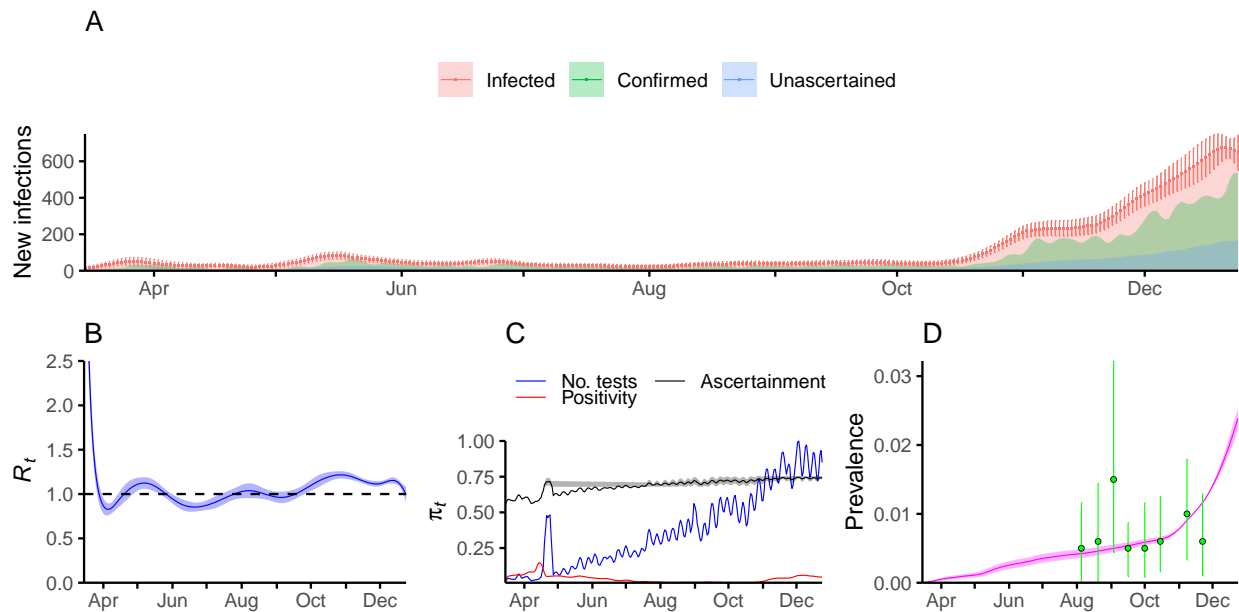 A
Infected Confirmed Unascertained
New infections
600
400
200
0
Apr Jun Aug Oct Dec
B
R_t
2.5
2.0
1.5
1.0
0.5
0.0
Apr Jun Aug Oct Dec
C
No. tests Ascertainment
Positivity
π_t
1.00
0.75
0.50
0.25
Apr Jun Aug Oct Dec
D
Prevalence
0.03
0.02
0.01
0.00
Apr Jun Aug Oct Dec